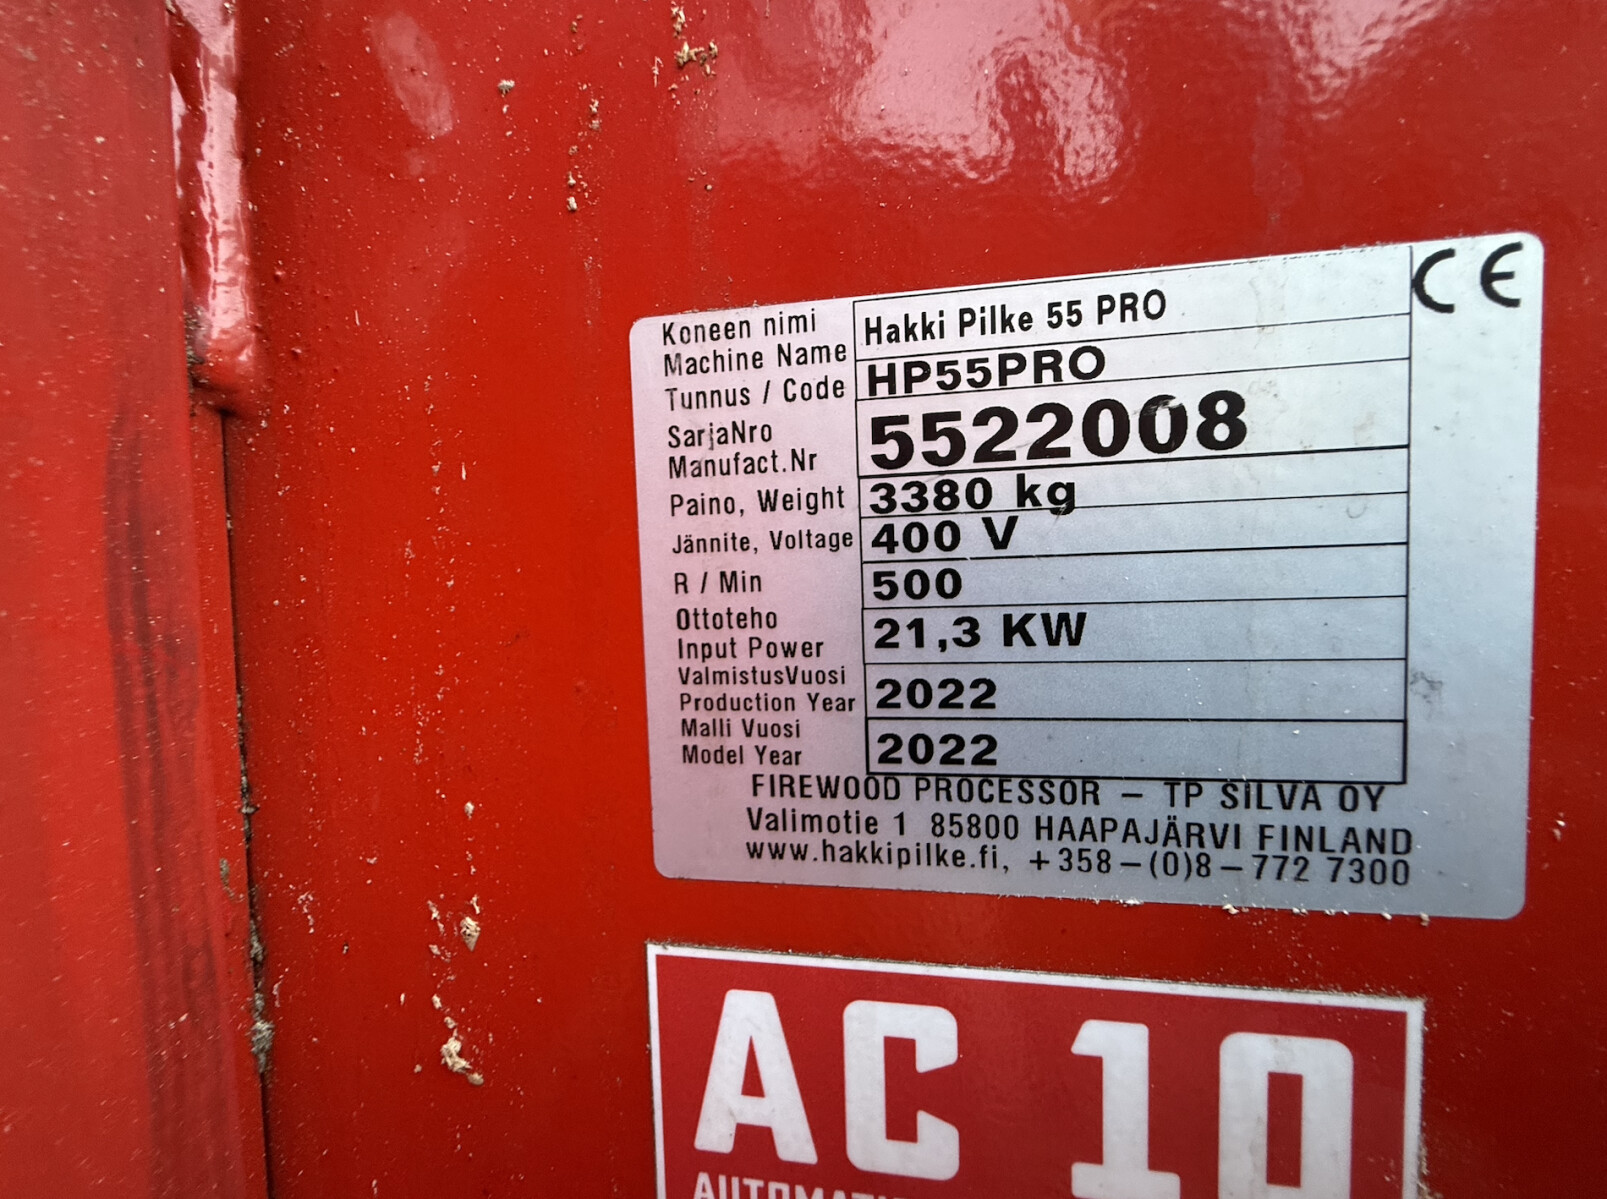 CE
Koneen nimi
Machine Name
Hakki Pilke 55 PRO
Tunnus / Code
HP55PRO
SarjaNro
Manufact.Nr
5522008
Paino, Weight
3380 kg
Jännite, Voltage
400 V
R / Min
500
Ottoteho
Input Power
21,3 KW
ValmistusVuosi
Production Year
2022
Malli Vuosi
Model Year
2022
FIREWOOD PROCESSOR – TP SILVA OY
Valimotie 1 85800 HAAPAJÄRVI FINLAND
www.hakkipilke.fi, +358–(0)8–772 7300
AC 10